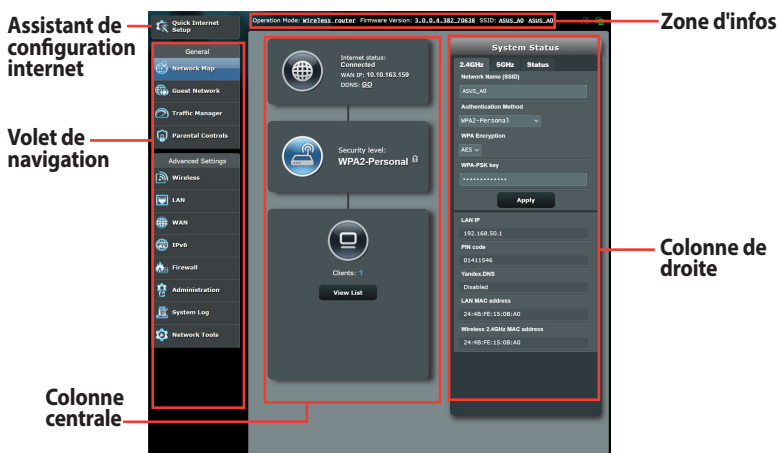 Assistant de
configuration
internet
Volet de
navigation
Colonne
centrale
Zone d'infos
Colonne de
droite
Quick Internet
Setup
Operation Mode: Wireless router Firmware Version: 3.0.0.4.382_70638 SSID: ASUS_A0 ASUS_A0
General
Network Map
Guest Network
Traffic Manager
Parental Controls
Advanced Settings
Wireless
LAN
WAN
IPv6
Firewall
Administration
System Log
Network Tools
Internet status:
Connected
WAN IP: 10.10.163.159
DDNS: GO
Security level:
WPA2-Personal
Clients: 1
View List
System Status
2.4GHz 5GHz Status
Network Name (SSID)
ASUS_A0
Authentication Method
WPA2-Personal
WPA Encryption
AES
WPA-PSK key
•••••••••••••
Apply
LAN IP
192.168.50.1
PIN code
01411546
Yandex.DNS
Disabled
LAN MAC address
24:4B:FE:15:0B:A0
Wireless 2.4GHz MAC address
24:4B:FE:15:0B:A0